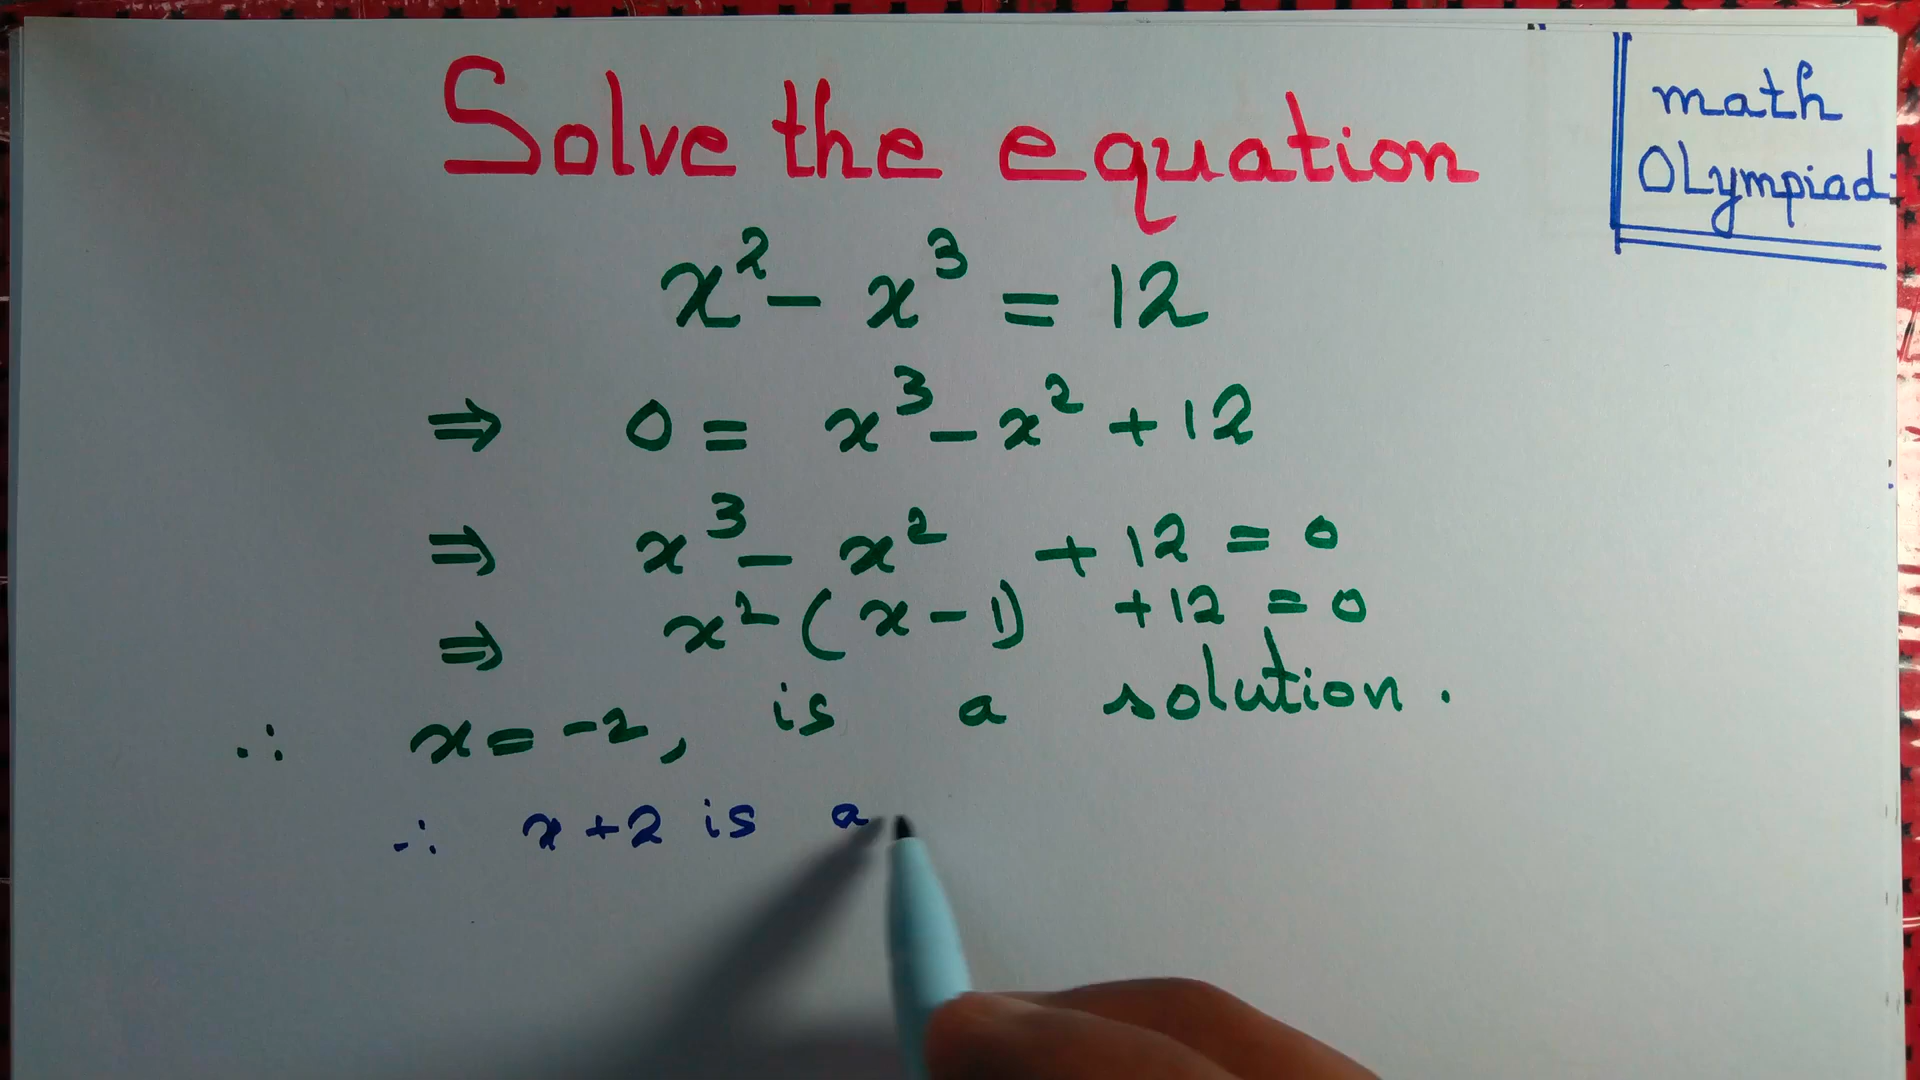 Solve the equation
math
OLympiad
x² - x³ = 12
⇒ 0 = x³ - x² + 12
⇒ x³ - x² + 12 = 0
⇒ x² (x - 1) + 12 = 0
∴ x = -2, is a solution.
∴ x + 2 is a